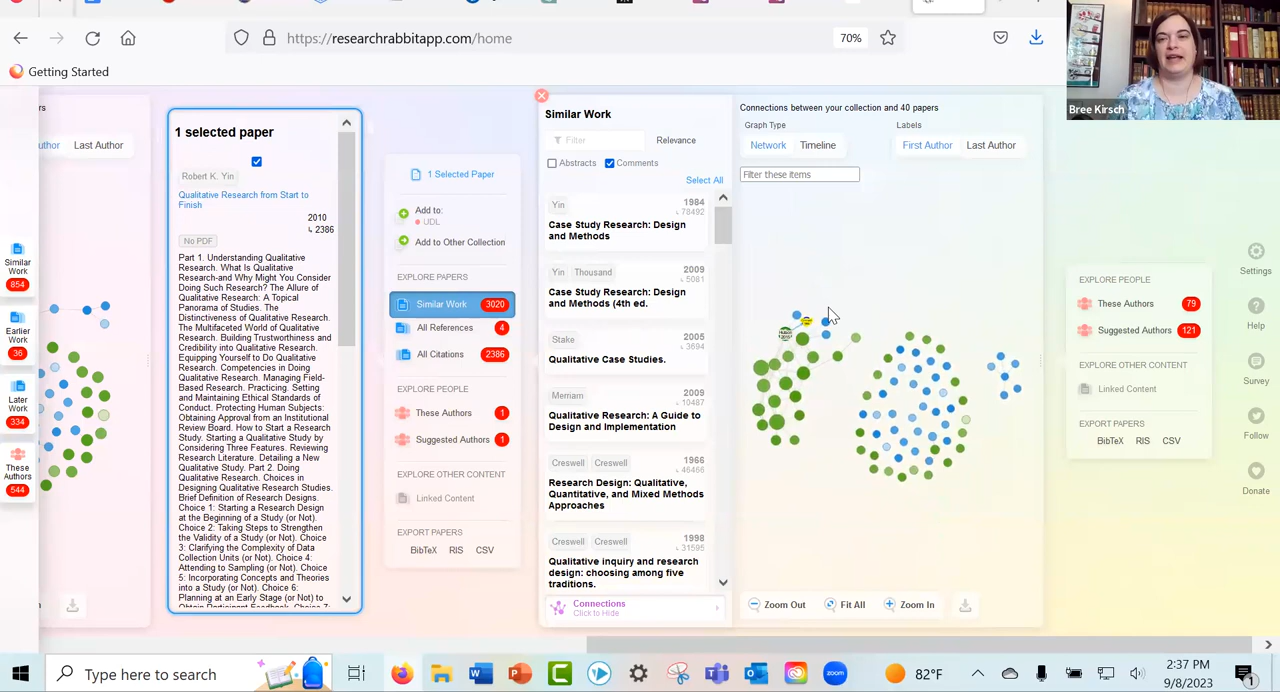 https://researchrabbitapp.com/home
70%
Getting Started
Bree Kirsch
rs
uthor
Last Author
Similar
Work
854
Earlier
Work
36
Later
Work
334
These
Authors
544
1 selected paper
Robert K. Yin
Qualitative Research from Start to
Finish
2010
2386
No PDF
Part 1. Understanding Qualitative
Research. What Is Qualitative
Research-and Why Might You Consider
Doing Such Research? The Allure of
Qualitative Research: A Topical
Panorama of Studies. The
Distinctiveness of Qualitative Research.
The Multifaceted World of Qualitative
Research. Building Trustworthiness and
Credibility into Qualitative Research.
Equipping Yourself to Do Qualitative
Research. Competencies in Doing
Qualitative Research. Managing Field-
Based Research. Practicing. Setting
and Maintaining Ethical Standards of
Conduct. Protecting Human Subjects:
Obtaining Approval from an Institutional
Review Board. How to Start a Research
Study. Starting a Qualitative Study by
Considering Three Features. Reviewing
Research Literature. Detailing a New
Qualitative Study. Part 2. Doing
Qualitative Research. Choices in
Designing Qualitative Research Studies.
Brief Definition of Research Designs.
Choice 1: Starting a Research Design
at the Beginning of a Study (or Not).
Choice 2: Taking Steps to Strengthen
the Validity of a Study (or Not). Choice
3: Clarifying the Complexity of Data
Collection Units (or Not). Choice 4:
Attending to Sampling (or Not). Choice
5: Incorporating Concepts and Theories
into a Study (or Not). Choice 6:
Planning at an Early Stage (or Not) to
Obtain Participant Feedback. Choice 7:
1 Selected Paper
Add to:
UDL
Add to Other Collection
EXPLORE PAPERS
Similar Work 3020
All References 4
All Citations 2386
EXPLORE PEOPLE
These Authors 1
Suggested Authors 1
EXPLORE OTHER CONTENT
Linked Content
EXPORT PAPERS
BibTeX RIS CSV
Similar Work
Filter
Relevance
Abstracts
Comments
Select All
Yin 1984
78492
Case Study Research: Design
and Methods
Yin Thousand 2009
5081
Case Study Research: Design
and Methods (4th ed.
Stake 2005
3694
Qualitative Case Studies.
Merriam 2009
10487
Qualitative Research: A Guide to
Design and Implementation
Creswell Creswell 1966
46466
Research Design: Qualitative,
Quantitative, and Mixed Methods
Approaches
Creswell Creswell 1998
31595
Qualitative inquiry and research
design: choosing among five
traditions.
Connections
Click to Hide
Connections between your collection and 40 papers
Graph Type
Network Timeline
Labels
First Author Last Author
Filter these items
Zoom Out
Fit All
Zoom In
EXPLORE PEOPLE
These Authors 79
Suggested Authors 121
EXPLORE OTHER CONTENT
Linked Content
EXPORT PAPERS
BibTeX RIS CSV
Settings
Help
Survey
Follow
Donate
Type here to search
zoom
82°F
2:37 PM
9/8/2023
1